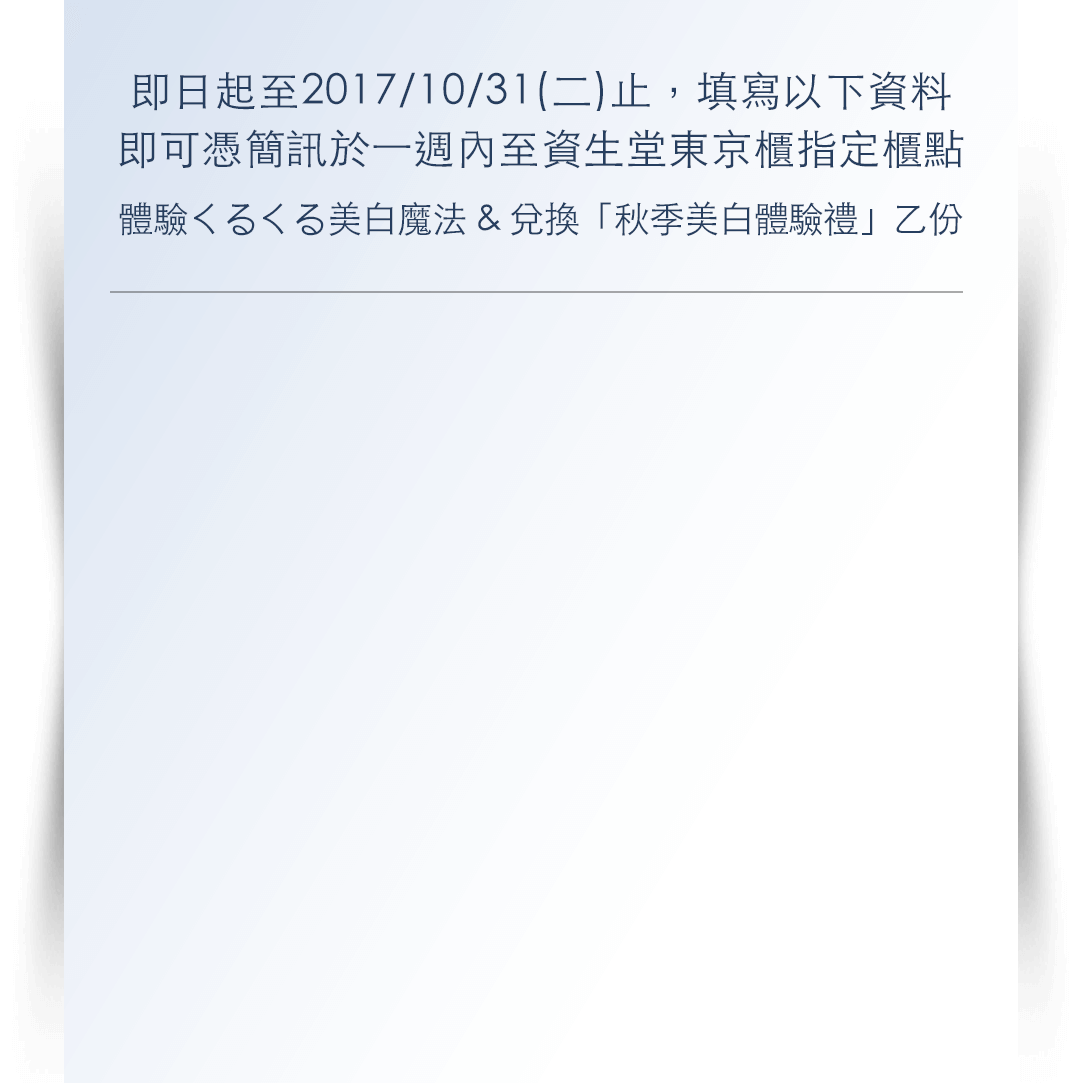 即日起至2017/10/31(二)止，填寫以下資料
即可憑簡訊於一週內至資生堂東京櫃指定櫃點
體驗くるくる美白魔法 & 兌換「秋季美白體驗禮」乙份